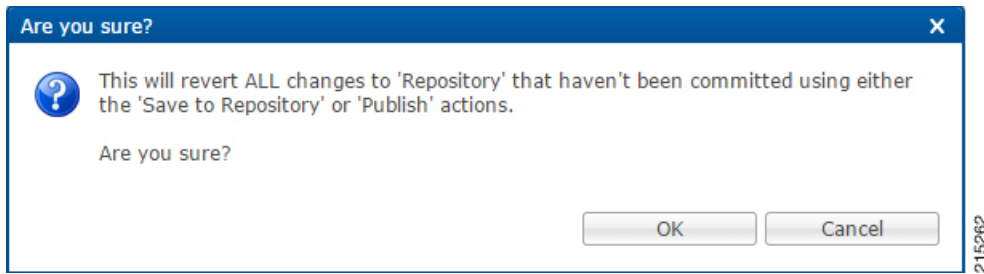 Are you sure?
X
This will revert ALL changes to 'Repository' that haven't been committed using either
the 'Save to Repository' or 'Publish' actions.
Are you sure?
OK
Cancel
215262